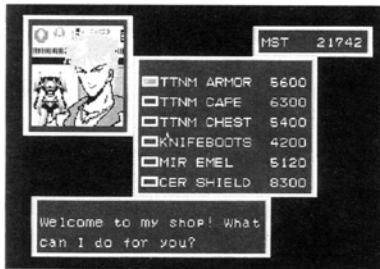 MST 21742
TTNM ARMOR 5600
TTNM CAPE 6300
TTNM CHEST 5400
KNIFEBOOTS 4200
MIR EMEL 5120
CER SHIELD 8300
Welcome to my shop! What
can I do for you?